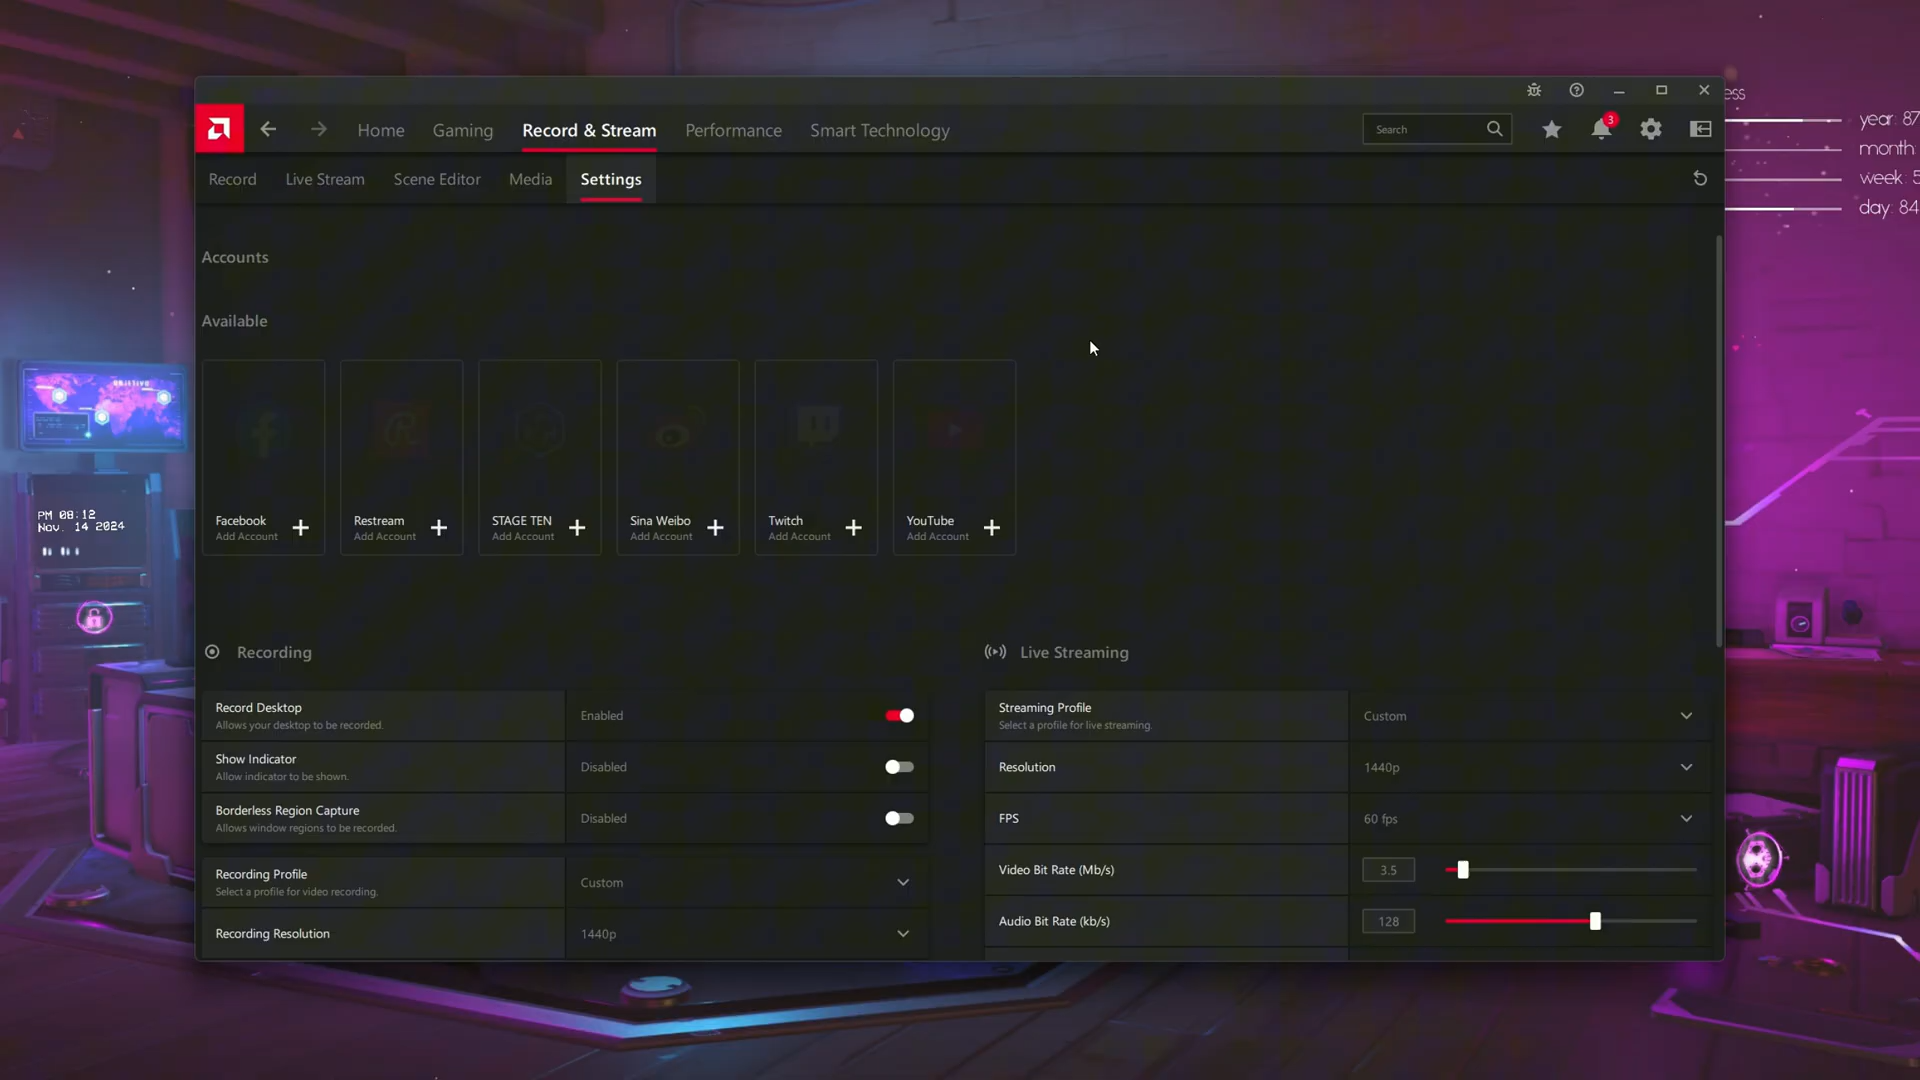 Home
Gaming
Record & Stream
Performance
Smart Technology
Search
3
Record
Live Stream
Scene Editor
Media
Settings
ess
year: 87
month:
week: 5
day: 84
Accounts
Available
Facebook
Add Account
Restream
Add Account
STAGE TEN
Add Account
Sina Weibo
Add Account
Twitch
Add Account
YouTube
Add Account
PM 08:12
Nov. 14 2024
Recording
Record Desktop
Allows your desktop to be recorded.
Enabled
Show Indicator
Allow indicator to be shown.
Disabled
Borderless Region Capture
Allows window regions to be recorded.
Disabled
Recording Profile
Select a profile for video recording.
Custom
Recording Resolution
1440p
Live Streaming
Streaming Profile
Select a profile for live streaming.
Custom
Resolution
1440p
FPS
60 fps
Video Bit Rate (Mb/s)
3.5
Audio Bit Rate (kb/s)
128